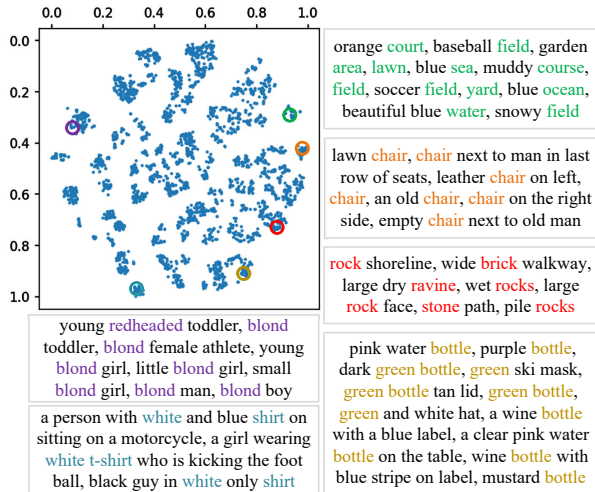 0.0 0.2 0.4 0.6 0.8 1.0
0.0
0.2
0.4
0.6
0.8
1.0
orange court, baseball field, garden
area, lawn, blue sea, muddy course,
field, soccer field, yard, blue ocean,
beautiful blue water, snowy field
lawn chair, chair next to man in last
row of seats, leather chair on left,
chair, an old chair, chair on the right
side, empty chair next to old man
rock shoreline, wide brick walkway,
large dry ravine, wet rocks, large
rock face, stone path, pile rocks
young redheaded toddler, blond
toddler, blond female athlete, young
blond girl, little blond girl, small
blond girl, blond man, blond boy
a person with white and blue shirt on
sitting on a motorcycle, a girl wearing
white t-shirt who is kicking the foot
ball, black guy in white only shirt
pink water bottle, purple bottle,
dark green bottle, green ski mask,
green bottle tan lid, green bottle,
green and white hat, a wine bottle
with a blue label, a clear pink water
bottle on the table, wine bottle with
blue stripe on label, mustard bottle